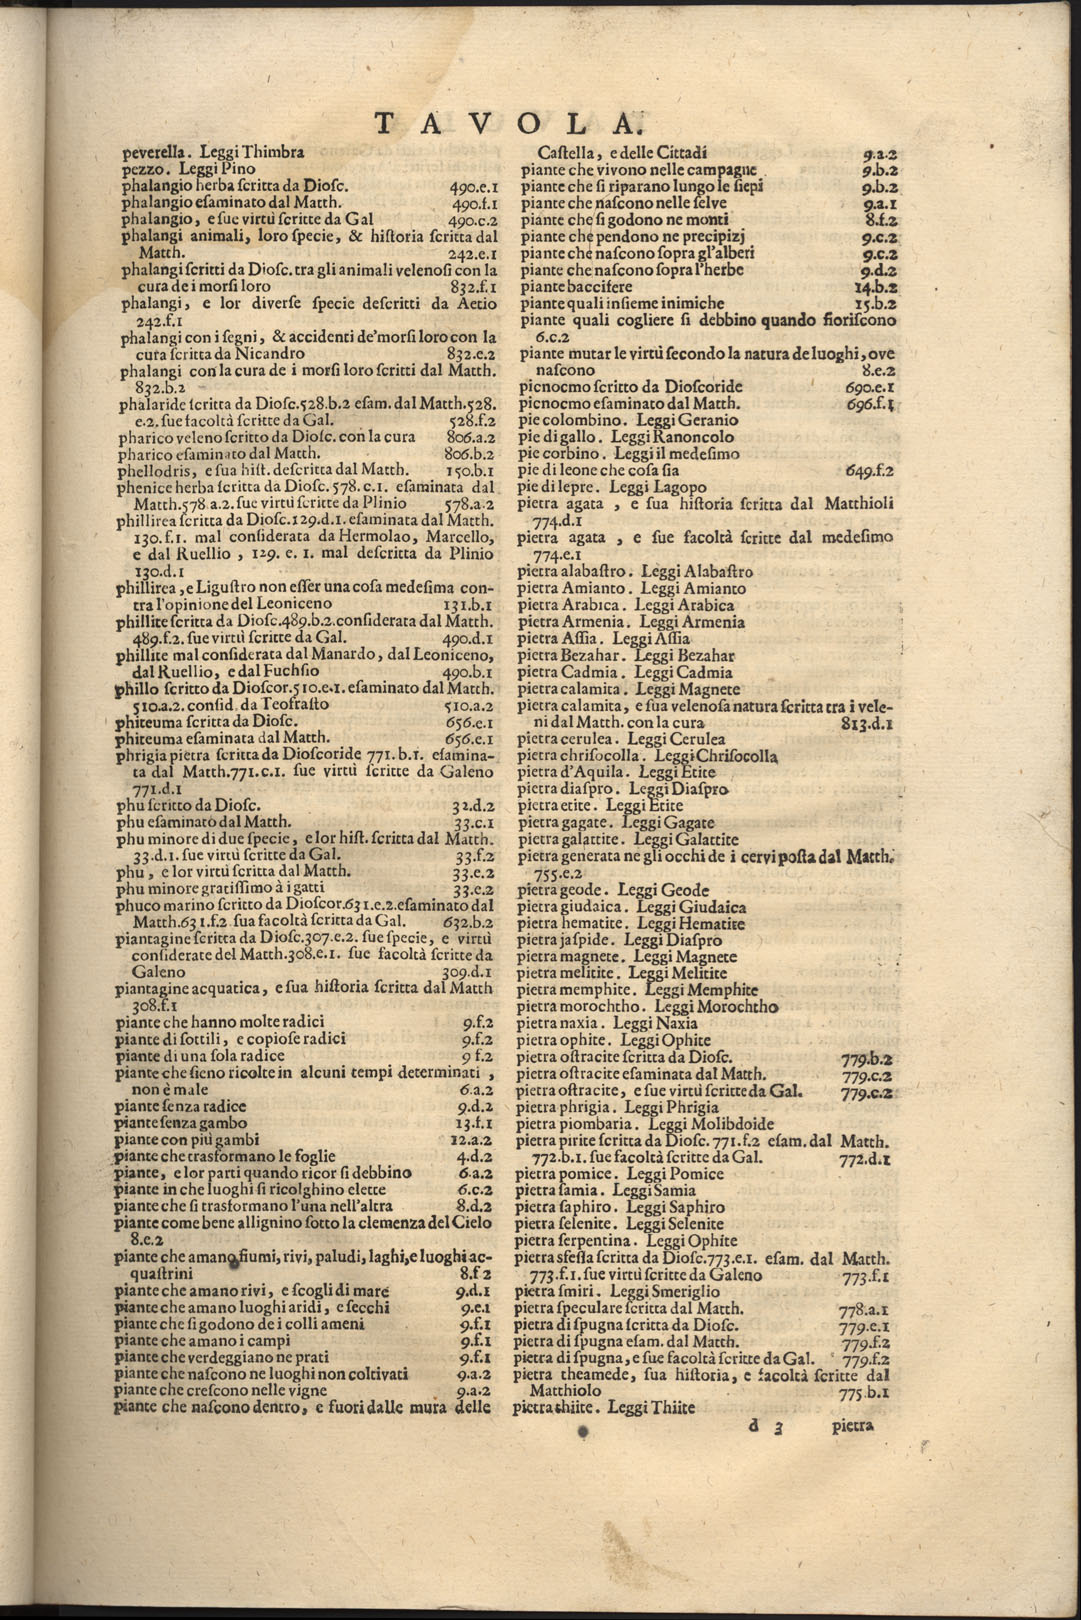 TAVOLA.
peverella. Leggi Thimbra
pezzo. Leggi Pino
phalangio herba ſcritta da Dioſc. 490.e.1
phalangio eſaminato dal Matth. 490.f.1
phalangio, e ſue virtù ſcritte da Gal 490.c.2
phalangi animali, loro ſpecie, & hiſtoria ſcritta dal
Matth. 242.e.1
phalangi ſcritti da Dioſc. tra gli animali velenoſi con la
cura de i morſi loro 832.f.1
phalangi, e lor diverſe ſpecie deſcritti da Aetio
242.f.1
phalangi con i ſegni, & accidenti de'morſi loro con la
cura ſcritta da Nicandro 832.e.2
phalangi con la cura de i morſi loro ſcritti dal Matth.
832.b.2
phalaride ſcritta da Dioſc.528.b.2 eſam. dal Matth.528.
e.2. ſue facoltà ſcritte da Gal. 528.f.2
pharico veleno ſcritto da Dioſc. con la cura 806.a.2
pharico eſaminato dal Matth. 806.b.2
phellodris, e ſua hiſt. deſcritta dal Matth. 150.b.1
phenice herba ſcritta da Dioſc. 578.c.1. eſaminata dal
Matth.578.a.2. ſue virtù ſcritte da Plinio 578.a.2
phillirea ſcritta da Dioſc.129.d.1. eſaminata dal Matth.
130.f.1. mal conſiderata da Hermolao, Marcello,
e dal Ruellio, 129. e. 1. mal deſcritta da Plinio
130.d.1
phillirea, e Liguſtro non eſſer una coſa medeſima con-
tra l'opinione del Leoniceno 131.b.1
phillite ſcritta da Dioſc.489.b.2. conſiderata dal Matth.
489.f.2. ſue virtù ſcritte da Gal. 490.d.1
phillite mal conſiderata dal Manardo, dal Leoniceno,
dal Ruellio, e dal Fuchſio 490.b.1
phillo ſcritto da Dioſcor.510.e.1. eſaminato dal Matth.
510.a.2. conſid. da Teofraſto 510.a.2
phiteuma ſcritta da Dioſc. 656.e.1
phiteuma eſaminata dal Matth. 656.e.1
phrigia pietra ſcritta da Dioſcoride 771.b.1. eſamina-
ta dal Matth.771.c.1. ſue virtù ſcritte da Galeno
771.d.1
phu ſcritto da Dioſc. 32.d.2
phu eſaminato dal Matth. 33.c.1
phu minore di due ſpecie, e lor hiſt. ſcritta dal Matth.
33.d.1. ſue virtù ſcritte da Gal. 33.f.2
phu, e lor virtù ſcritta dal Matth. 33.e.2
phu minore gratiſſimo à i gatti 33.e.2
phuco marino ſcritto da Dioſcor.631.e.2.eſaminato dal
Matth.631.f.2 ſua facoltà ſcritta da Gal. 632.b.2
piantagine ſcritta da Dioſc.307.e.2. ſue ſpecie, e virtù
conſiderate del Matth.308.e.1. ſue facoltà ſcritte da
Galeno 309.d.1
piantagine acquatica, e ſua hiſtoria ſcritta dal Matth
308.f.1
piante che hanno molte radici 9.f.2
piante di ſottili, e copioſe radici 9.f.2
piante di una ſola radice 9 f.2
piante che ſieno ricolte in alcuni tempi determinati,
non è male 6.a.2
piante ſenza radice 9.d.2
piante ſenza gambo 13.f.1
piante con più gambi 12.a.2
piante che trasformano le foglie 4.d.2
piante, e lor parti quando ricor ſi debbino 6.a.2
piante in che luoghi ſi ricolghino elette 6.c.2
piante che ſi trasformano l'una nell'altra 8.d.2
piante come bene allignino ſotto la clemenza del Cielo
8.e.2
piante che amano fiumi, rivi, paludi, laghi, e luoghi ac-
quaſtrini 8.f 2
piante che amano rivi, e ſcogli di mare 9.d.1
piante che amano luoghi aridi, e ſecchi 9.e.1
piante che ſi godono de i colli ameni 9.f.1
piante che amano i campi 9.f.1
piante che verdeggiano ne prati 9.f.1
piante che naſcono ne luoghi non coltivati 9.a.2
piante che creſcono nelle vigne 9.a.2
piante che naſcono dentro, e fuori dalle mura delle
Caſtella, e delle Cittadi 9.a.2
piante che vivono nelle campagne 9.b.2
piante che ſi riparano lungo le ſiepi 9.b.2
piante che naſcono nelle ſelve 9.a.1
piante che ſi godono ne monti 8.f.2
piante che pendono ne precipizj 9.c.2
piante che naſcono ſopra gl'alberi 9.c.2
piante che naſcono ſopra l'herbe 9.d.2
piante baccifere 14.b.2
piante quali inſieme inimiche 15.b.2
piante quali cogliere ſi debbino quando fioriſcono
6.c.2
piante mutar le virtù ſecondo la natura de luoghi, ove
naſcono 8.e.2
picnocmo ſcritto da Dioſcoride 690.e.1
picnocmo eſaminato dal Matth. 696.f.1
pie colombino. Leggi Geranio
pie di gallo. Leggi Ranoncolo
pie corbino. Leggi il medeſimo
pie di leone che coſa ſia 649.f.2
pie di lepre. Leggi Lagopo
pietra agata, e ſua hiſtoria ſcritta dal Matthioli
774.d.1
pietra agata, e ſue facoltà ſcritte dal medeſimo
774.e.1
pietra alabaſtro. Leggi Alabaſtro
pietra Amianto. Leggi Amianto
pietra Arabica. Leggi Arabica
pietra Armenia. Leggi Armenia
pietra Aſſia. Leggi Aſſia
pietra Bezahar. Leggi Bezahar
pietra Cadmia. Leggi Cadmia
pietra calamita. Leggi Magnete
pietra calamita, e ſua velenoſa natura ſcritta tra i vele-
ni dal Matth. con la cura 813.d.1
pietra cerulea. Leggi Cerulea
pietra chriſocolla. Leggi Chriſocolla
pietra d'Aquila. Leggi Etite
pietra diaſpro. Leggi Diaſpro
pietra etite. Leggi Etite
pietra gagate. Leggi Gagate
pietra galattite. Leggi Galattite
pietra generata ne gli occhi de i cervi poſta dal Matth.
755.e.2
pietra geode. Leggi Geode
pietra giudaica. Leggi Giudaica
pietra hematite. Leggi Hematite
pietra jaſpide. Leggi Diaſpro
pietra magnete. Leggi Magnete
pietra melitite. Leggi Melitite
pietra memphite. Leggi Memphite
pietra morochtho. Leggi Morochtho
pietra naxia. Leggi Naxia
pietra ophite. Leggi Ophite
pietra oſtracite ſcritta da Dioſc. 779.b.2
pietra oſtracite eſaminata dal Matth. 779.c.2
pietra oſtracite, e ſue virtù ſcritte da Gal. 779.c.2
pietra phrigia. Leggi Phrigia
pietra piombaria. Leggi Molibdoide
pietra pirite ſcritta da Dioſc. 771.f.2 eſam. dal Matth.
772.b.1. ſue facoltà ſcritte da Gal. 772.d.1
pietra pomice. Leggi Pomice
pietra ſamia. Leggi Samia
pietra ſaphiro. Leggi Saphiro
pietra ſelenite. Leggi Selenite
pietra ſerpentina. Leggi Ophite
pietra sfeſſa ſcritta da Dioſc.773.e.1. eſam. dal Matth.
773.f.1. ſue virtù ſcritte da Galeno 773.f.1
pietra ſmiri. Leggi Smeriglio
pietra ſpeculare ſcritta dal Matth. 778.a.1
pietra di ſpugna ſcritta da Dioſc. 779.e.1
pietra di ſpugna eſam. dal Matth. 779.f.2
pietra di ſpugna, e ſue facoltà ſcritte da Gal. 779.f.2
pietra theamede, ſua hiſtoria, e facoltà ſcritte dal
Matthiolo 775.b.1
pietra thiite. Leggi Thiite
d 3 pietra